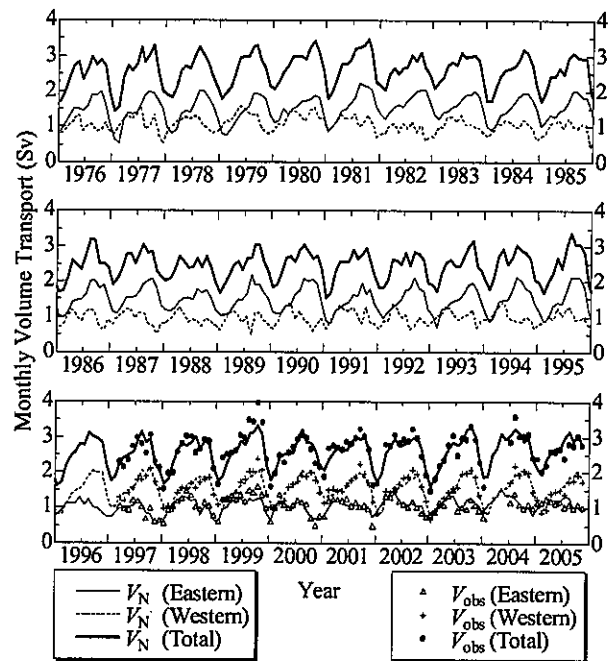 Monthly Volume Transport (Sv)
4
3
2
1
0
4
3
2
1
0
1976 1977 1978 1979 1980 1981 1982 1983 1984 1985
4
3
2
1
0
4
3
2
1
0
1986 1987 1988 1989 1990 1991 1992 1993 1994 1995
4
3
2
1
0
4
3
2
1
0
1996 1997 1998 1999 2000 2001 2002 2003 2004 2005
Year
V_N (Eastern)
V_N (Western)
V_N (Total)
V_obs (Eastern)
V_obs (Western)
V_obs (Total)